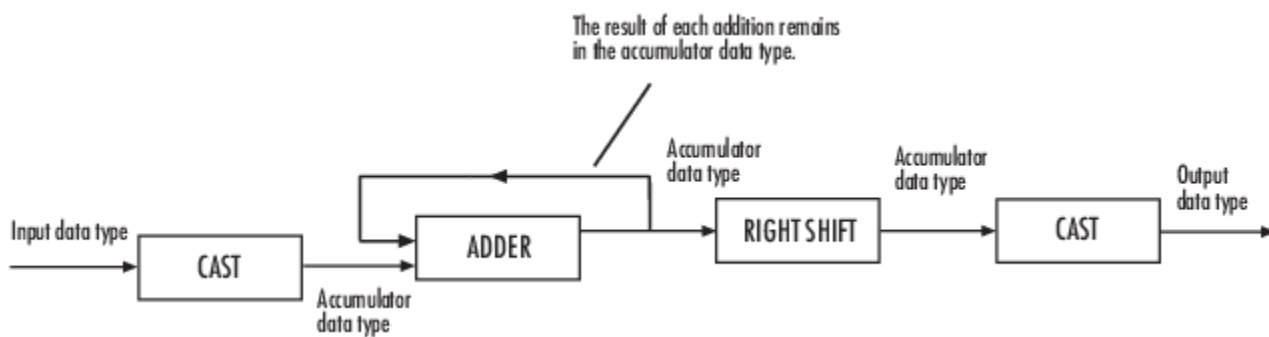 The result of each addition remains
in the accumulator data type.
Accumulator
data type
Accumulator
data type
Output
data type
Input data type
CAST
ADDER
RIGHT SHIFT
CAST
Accumulator
data type